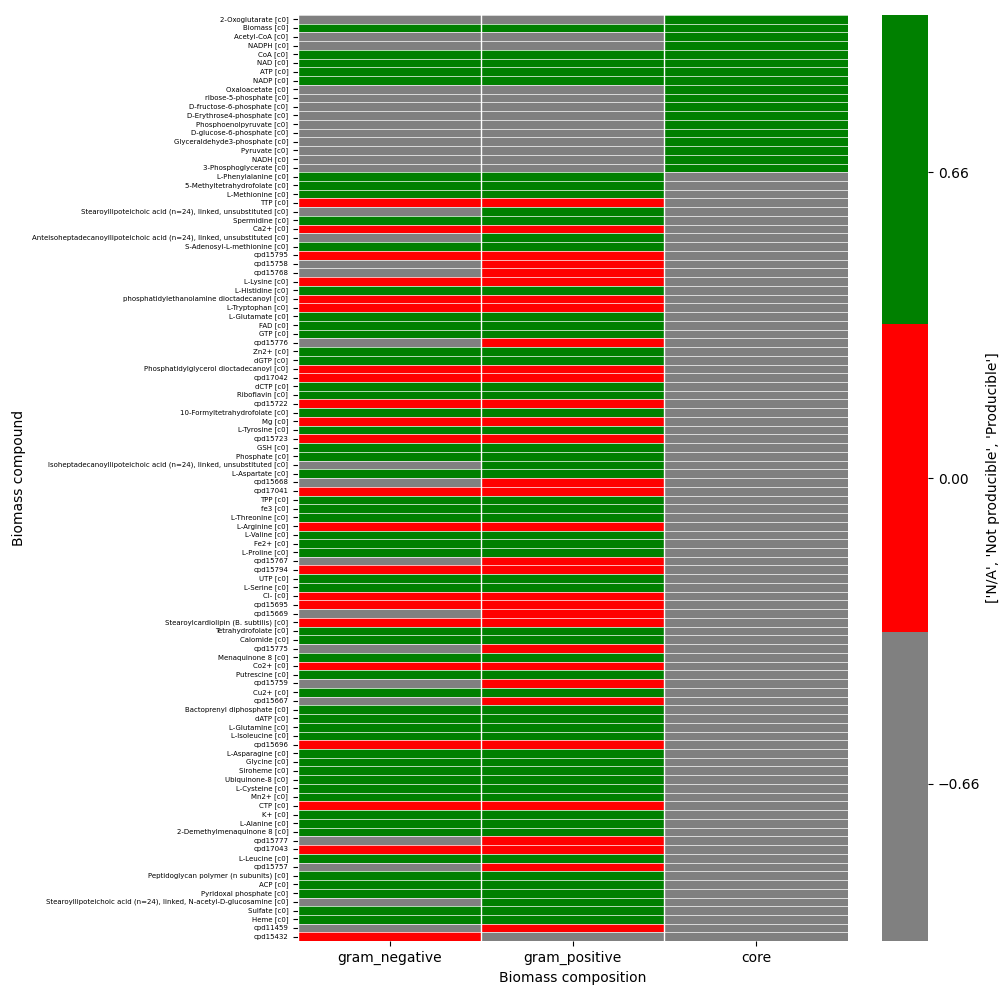 2-Oxoglutarate [c0]
Biomass [c0]
Acetyl-CoA [c0]
NADPH [c0]
CoA [c0]
NAD [c0]
ATP [c0]
NADP [c0]
Oxaloacetate [c0]
ribose-5-phosphate [c0]
D-fructose-6-phosphate [c0]
D-Erythrose4-phosphate [c0]
Phosphoenolpyruvate [c0]
D-glucose-6-phosphate [c0]
Glyceraldehyde3-phosphate [c0]
Pyruvate [c0]
NADH [c0]
3-Phosphoglycerate [c0]
L-Phenylalanine [c0]
5-Methyltetrahydrofolate [c0]
L-Methionine [c0]
TTP [c0]
Stearoyllipoteichoic acid (n=24), linked, unsubstituted [c0]
Spermidine [c0]
Ca2+ [c0]
Anteisoheptadecanoyllipoteichoic acid (n=24), linked, unsubstituted [c0]
S-Adenosyl-L-methionine [c0]
cpd15795
cpd15758
cpd15768
L-Lysine [c0]
L-Histidine [c0]
phosphatidylethanolamine dioctadecanoyl [c0]
L-Tryptophan [c0]
L-Glutamate [c0]
FAD [c0]
GTP [c0]
cpd15776
Zn2+ [c0]
dGTP [c0]
Phosphatidylglycerol dioctadecanoyl [c0]
cpd17042
dCTP [c0]
Riboflavin [c0]
cpd15722
10-Formyltetrahydrofolate [c0]
Mg [c0]
L-Tyrosine [c0]
cpd15723
GSH [c0]
Phosphate [c0]
Isoheptadecanoyllipoteichoic acid (n=24), linked, unsubstituted [c0]
L-Aspartate [c0]
cpd15668
cpd17041
TPP [c0]
fe3 [c0]
L-Threonine [c0]
L-Arginine [c0]
L-Valine [c0]
Fe2+ [c0]
L-Proline [c0]
cpd15767
cpd15794
UTP [c0]
L-Serine [c0]
Cl- [c0]
cpd15695
cpd15669
Stearoylcardiolipin (B. subtilis) [c0]
Tetrahydrofolate [c0]
Calomide [c0]
cpd15775
Menaquinone 8 [c0]
Co2+ [c0]
Putrescine [c0]
cpd15759
Cu2+ [c0]
cpd15667
Bactoprenyl diphosphate [c0]
dATP [c0]
L-Glutamine [c0]
L-Isoleucine [c0]
cpd15696
L-Asparagine [c0]
Glycine [c0]
Siroheme [c0]
Ubiquinone-8 [c0]
L-Cysteine [c0]
Mn2+ [c0]
CTP [c0]
K+ [c0]
L-Alanine [c0]
2-Demethylmenaquinone 8 [c0]
cpd15777
cpd17043
L-Leucine [c0]
cpd15757
Peptidoglycan polymer (n subunits) [c0]
ACP [c0]
Pyridoxal phosphate [c0]
Stearoyllipoteichoic acid (n=24), linked, N-acetyl-D-glucosamine [c0]
Sulfate [c0]
Heme [c0]
cpd11459
cpd15432
Biomass compound
gram_negative
gram_positive
core
Biomass composition
0.66
0.00
−0.66
['N/A', 'Not producible', 'Producible']